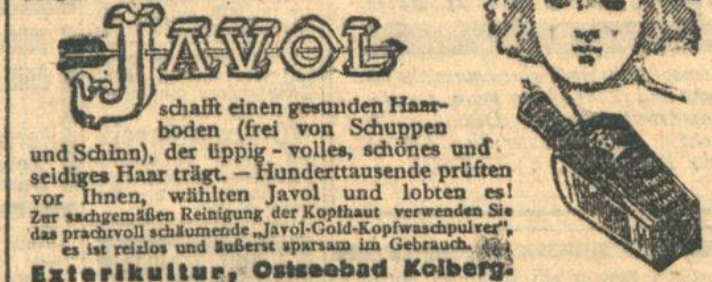 JAVOL
schafft einen gesunden Haar-
boden (frei von Schuppen
und Schinn), der üppig - volles, schönes und
seidiges Haar trägt. — Hunderttausende prüften
vor Ihnen, wählten Javol und lobten es!
Zur sachgemäßen Reinigung der Kopfhaut verwenden Sie
das prachtvoll schäumende „Javol-Gold-Kopfwaschpulver",
es ist reizlos und äußerst sparsam im Gebrauch.
Exterikultur, Ostseebad Kolberg.